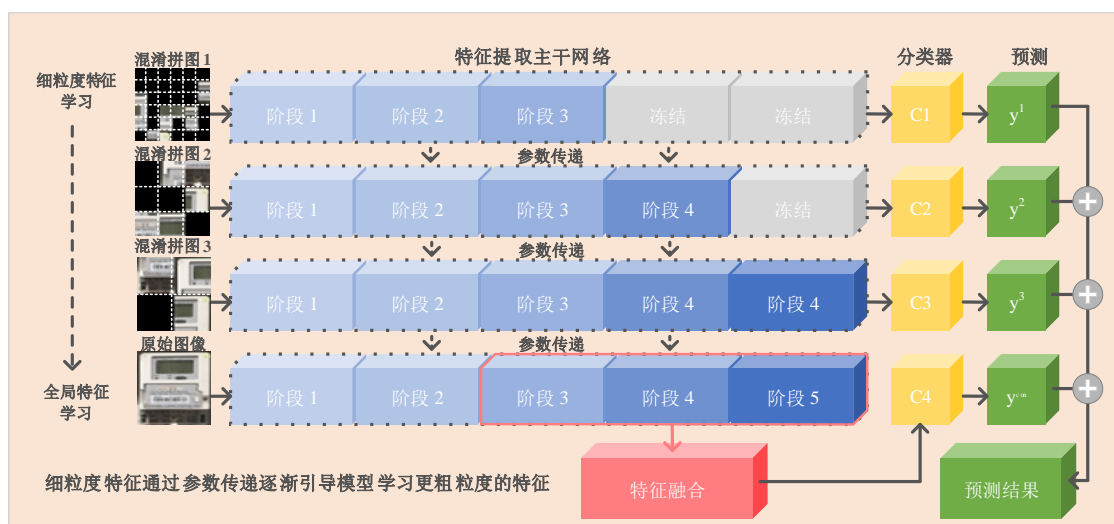 混淆拼图1
特征提取主干网络
分类器
预测
细粒度特征
学习
阶段 1
阶段 2
阶段 3
冻结
冻结
C1
y1
混淆拼图2
参数传递
阶段 1
阶段 2
阶段 3
阶段 4
冻结
C2
y2
混淆拼图3
参数传递
阶段 1
阶段 2
阶段 3
阶段 4
阶段 4
C3
y3
原始图像
参数传递
全局特征
学习
阶段 1
阶段 2
阶段 3
阶段 4
阶段 5
C4
特征融合
预测结果
细粒度特征通过参数传递逐渐引导模型学习更粗粒度的特征